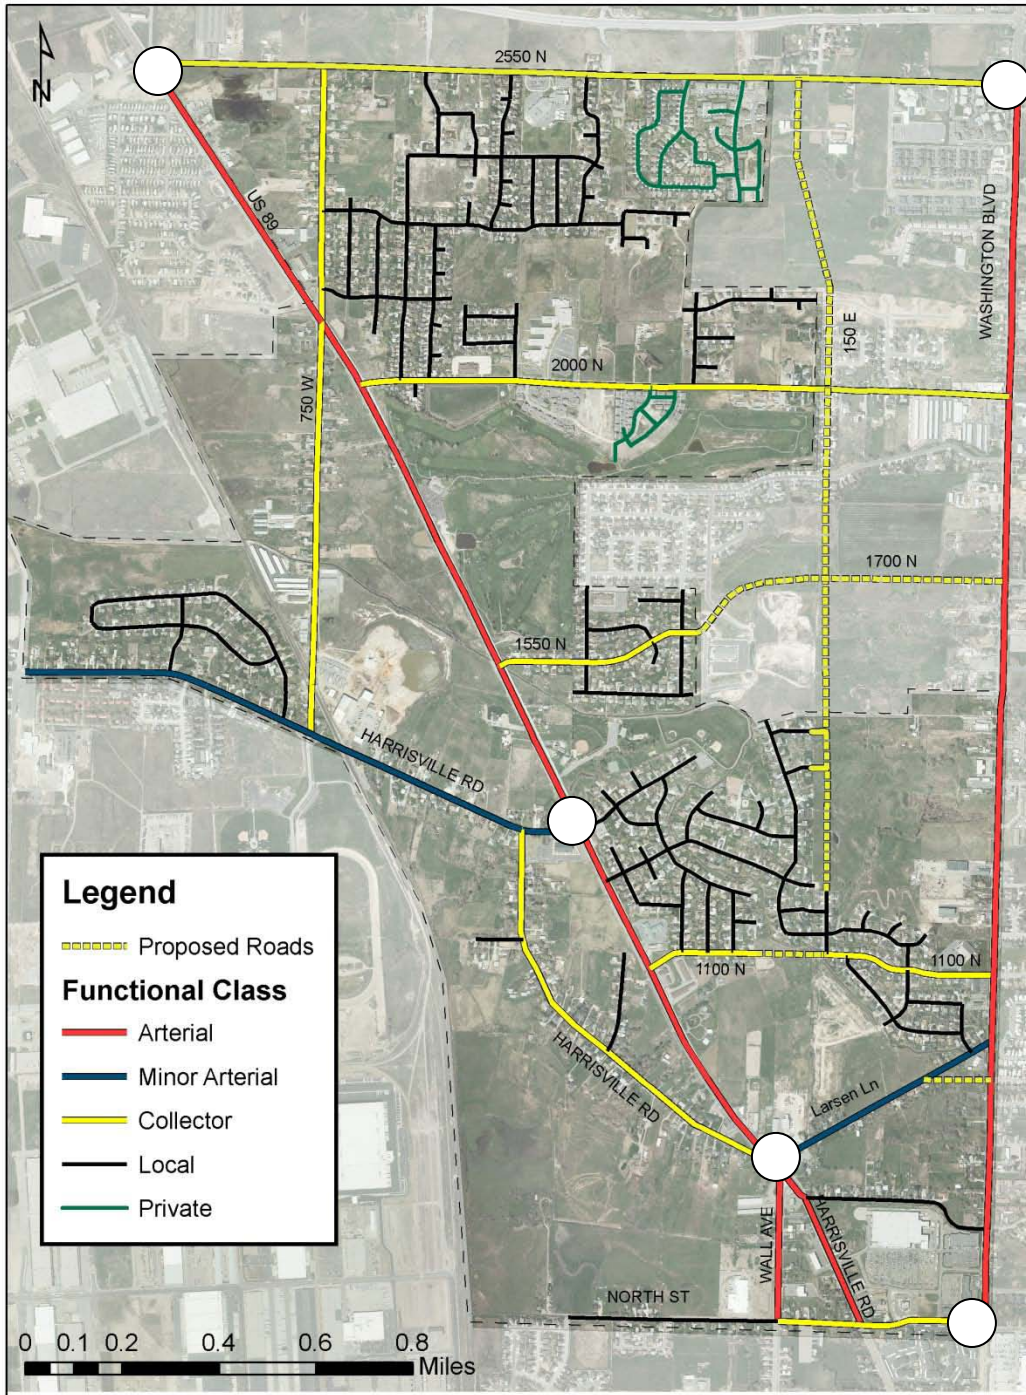 N
2550 N
US 89
WASHINGTON BLVD
150 E
2000 N
750 W
1700 N
1550 N
HARRISVILLE RD
Legend
Proposed Roads
Functional Class
Arterial
Minor Arterial
Collector
Local
Private
1100 N
1100 N
HARRISVILLE RD
Larsen Ln
WALL AVE
HARRISVILLE RD
NORTH ST
0 0.1 0.2 0.4 0.6 0.8
Miles